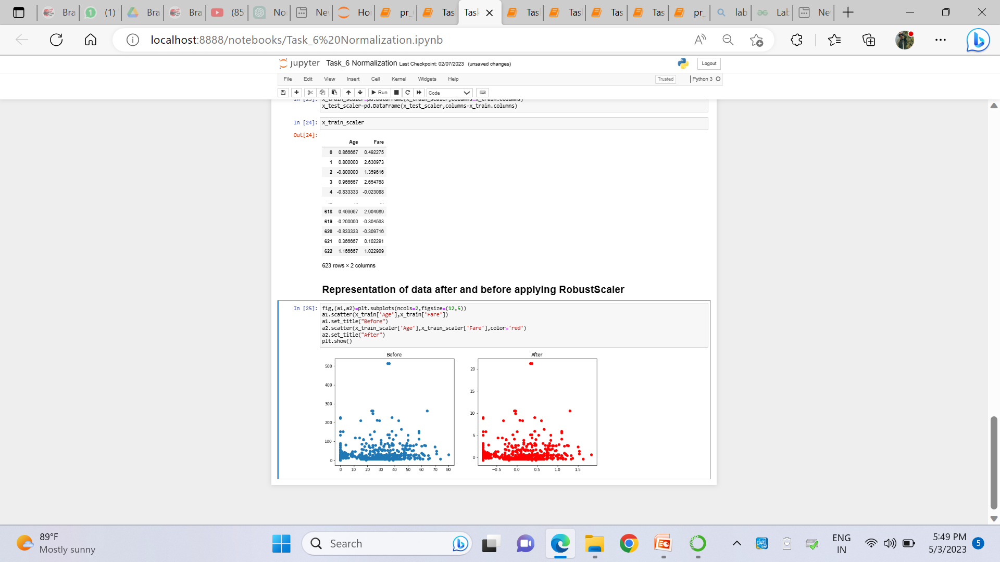 Bra
(1)
Bra
Bra
(85
No
Ne
Ho
pr_
Tas
Tas
Tas
Tas
Tas
Tas
pr_
lab
Lab
Ne
localhost:8888/notebooks/Task_6%20Normalization.ipynb
jupyter Task_6 Normalization Last Checkpoint: 02/07/2023 (unsaved changes)
Logout
File Edit View Insert Cell Kernel Widgets Help
Trusted
Python 3
Run
Code
In [23]: x_train_scaler=pd.DataFrame(x_train_scaler,columns=x_train.columns)
x_test_scaler=pd.DataFrame(x_test_scaler,columns=x_train.columns)
In [24]: x_train_scaler
Out[24]:
Age Fare
0 0.866667 0.492275
1 0.800000 2.630973
2 -0.800000 1.359616
3 0.966667 2.654768
4 -0.833333 -0.023088
... ... ...
618 0.466667 2.904989
619 -0.200000 -0.304563
620 -0.833333 -0.309716
621 0.366667 0.102291
622 1.166667 1.022909
623 rows × 2 columns
Representation of data after and before applying RobustScaler
In [25]: fig,(a1,a2)=plt.subplots(ncols=2,figsize=(12,5))
a1.scatter(x_train['Age'],x_train['Fare'])
a1.set_title("Before")
a2.scatter(x_train_scaler['Age'],x_train_scaler['Fare'],color='red')
a2.set_title("After")
plt.show()
Before
500
400
300
200
100
0
0 10 20 30 40 50 60 70 80
After
20
15
10
5
0
−0.5 0.0 0.5 1.0 1.5
89°F
Mostly sunny
Search
ENG
IN
5:49 PM
5/3/2023
5